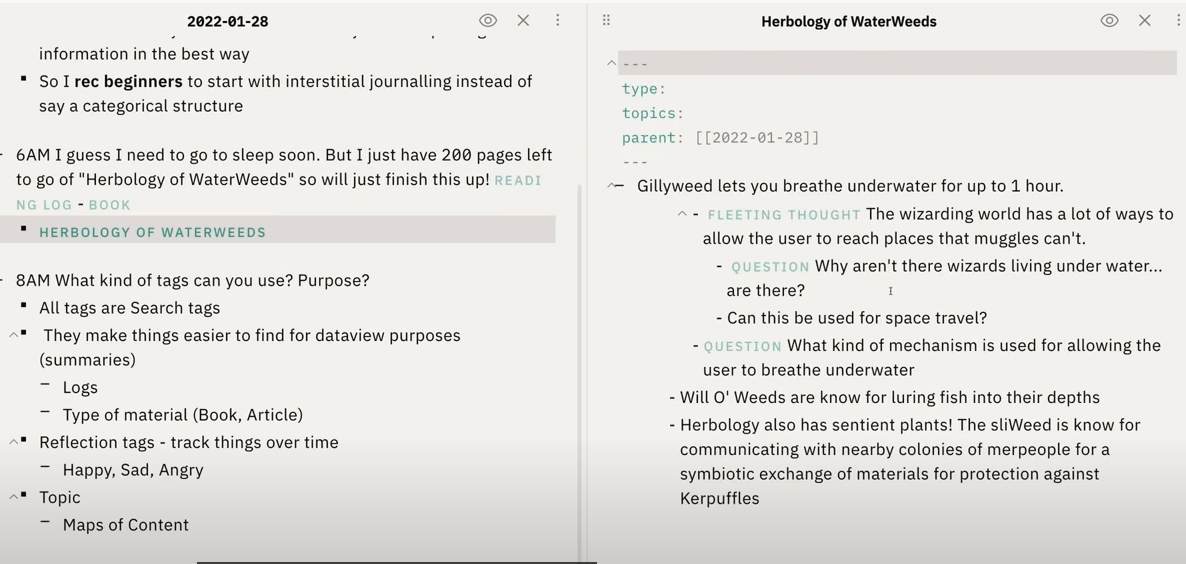 2022-01-28
information in the best way
So I rec beginners to start with interstitial journalling instead of
say a categorical structure
6AM I guess I need to go to sleep soon. But I just have 200 pages left
to go of "Herbology of WaterWeeds" so will just finish this up! READI
NG LOG - BOOK
HERBOLOGY OF WATERWEEDS
8AM What kind of tags can you use? Purpose?
All tags are Search tags
They make things easier to find for dataview purposes
(summaries)
- Logs
- Type of material (Book, Article)
Reflection tags - track things over time
- Happy, Sad, Angry
Topic
- Maps of Content
Herbology of WaterWeeds
---
type:
topics:
parent: [[2022-01-28]]
---
- Gillyweed lets you breathe underwater for up to 1 hour.
- FLEETING THOUGHT The wizarding world has a lot of ways to
allow the user to reach places that muggles can't.
- QUESTION Why aren't there wizards living under water...
are there?
- Can this be used for space travel?
- QUESTION What kind of mechanism is used for allowing the
user to breathe underwater
- Will O' Weeds are know for luring fish into their depths
- Herbology also has sentient plants! The sliWeed is know for
communicating with nearby colonies of merpeople for a
symbiotic exchange of materials for protection against
Kerpuffles